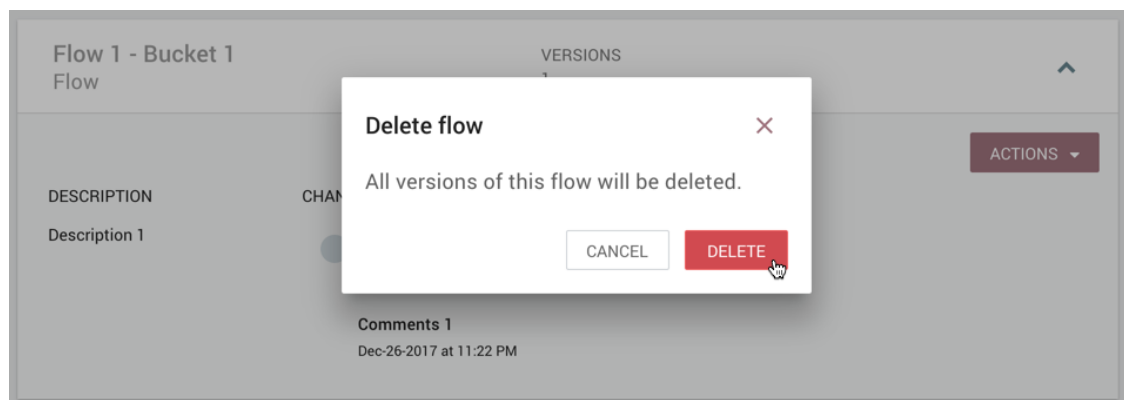 Flow 1 - Bucket 1
Flow
VERSIONS
Delete flow
All versions of this flow will be deleted.
CANCEL
DELETE
ACTIONS
DESCRIPTION
Description 1
Comments 1
Dec-26-2017 at 11:22 PM